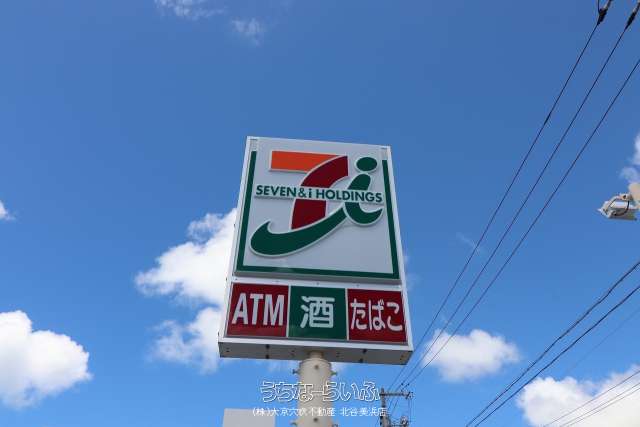 SEVEN&i HOLDINGS
ATM 酒 たばこ
うちなーらいふ
(株)大京穴吹不動産 北谷美浜店